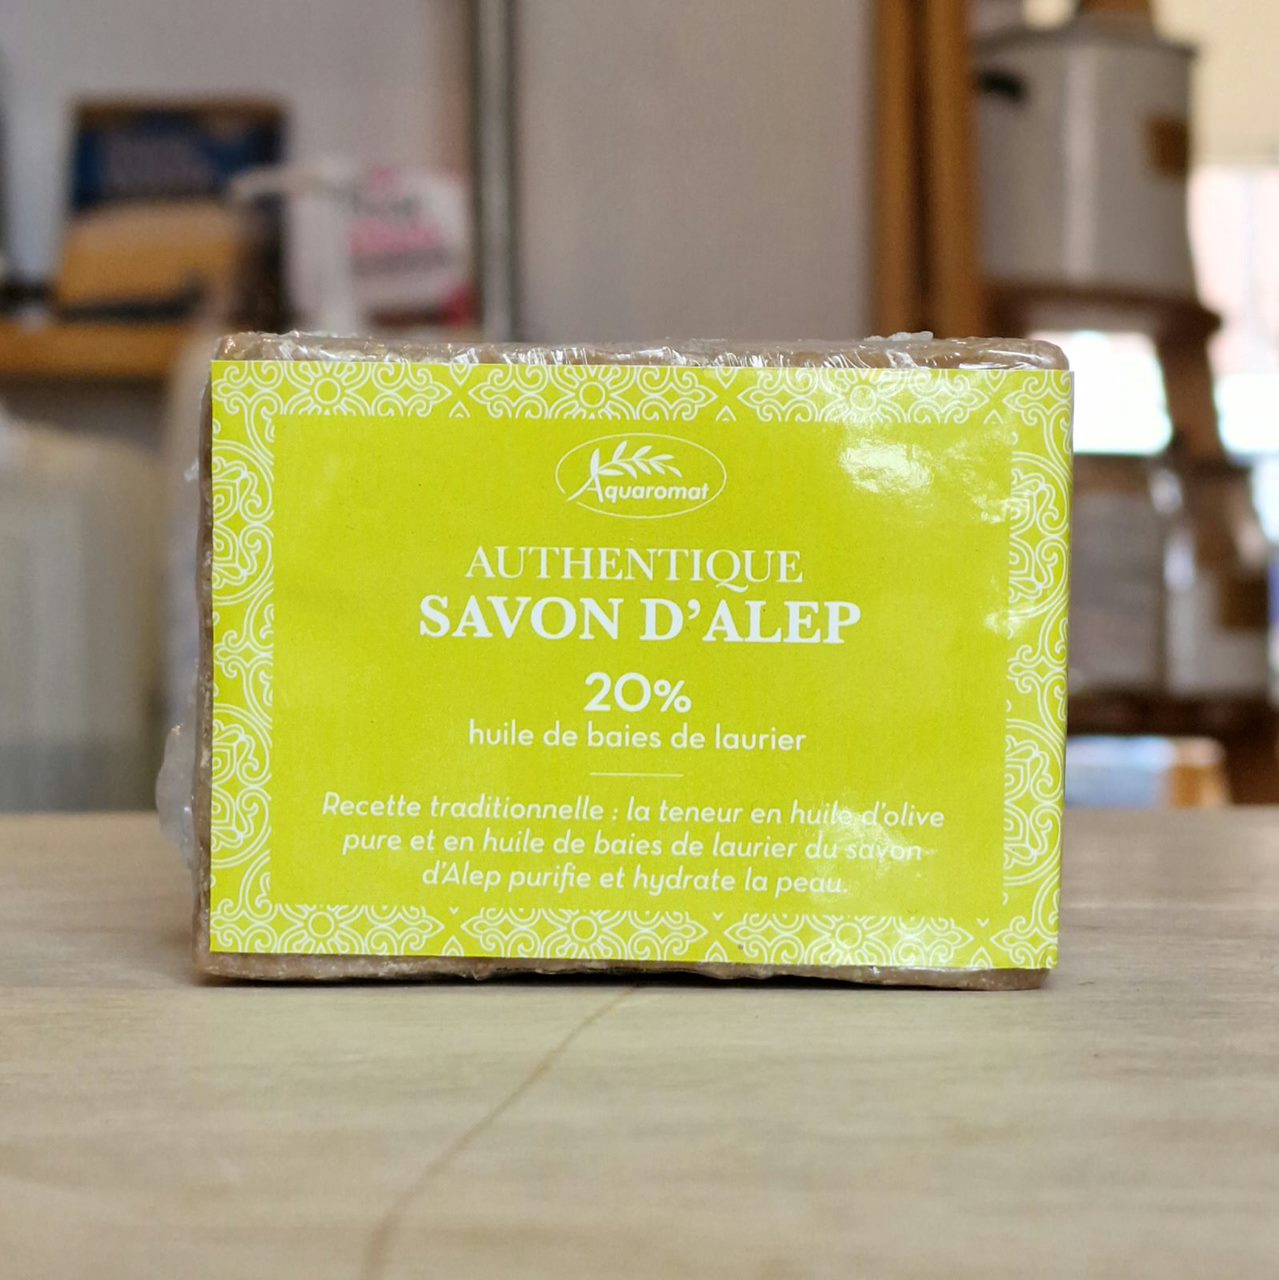 Aquaromat
AUTHENTIQUE
SAVON D'ALEP
20%
huile de baies de laurier
Recette traditionnelle : la teneur en huile d'olive
pure et en huile de baies de laurier du savon
d'Alep purifie et hydrate la peau.